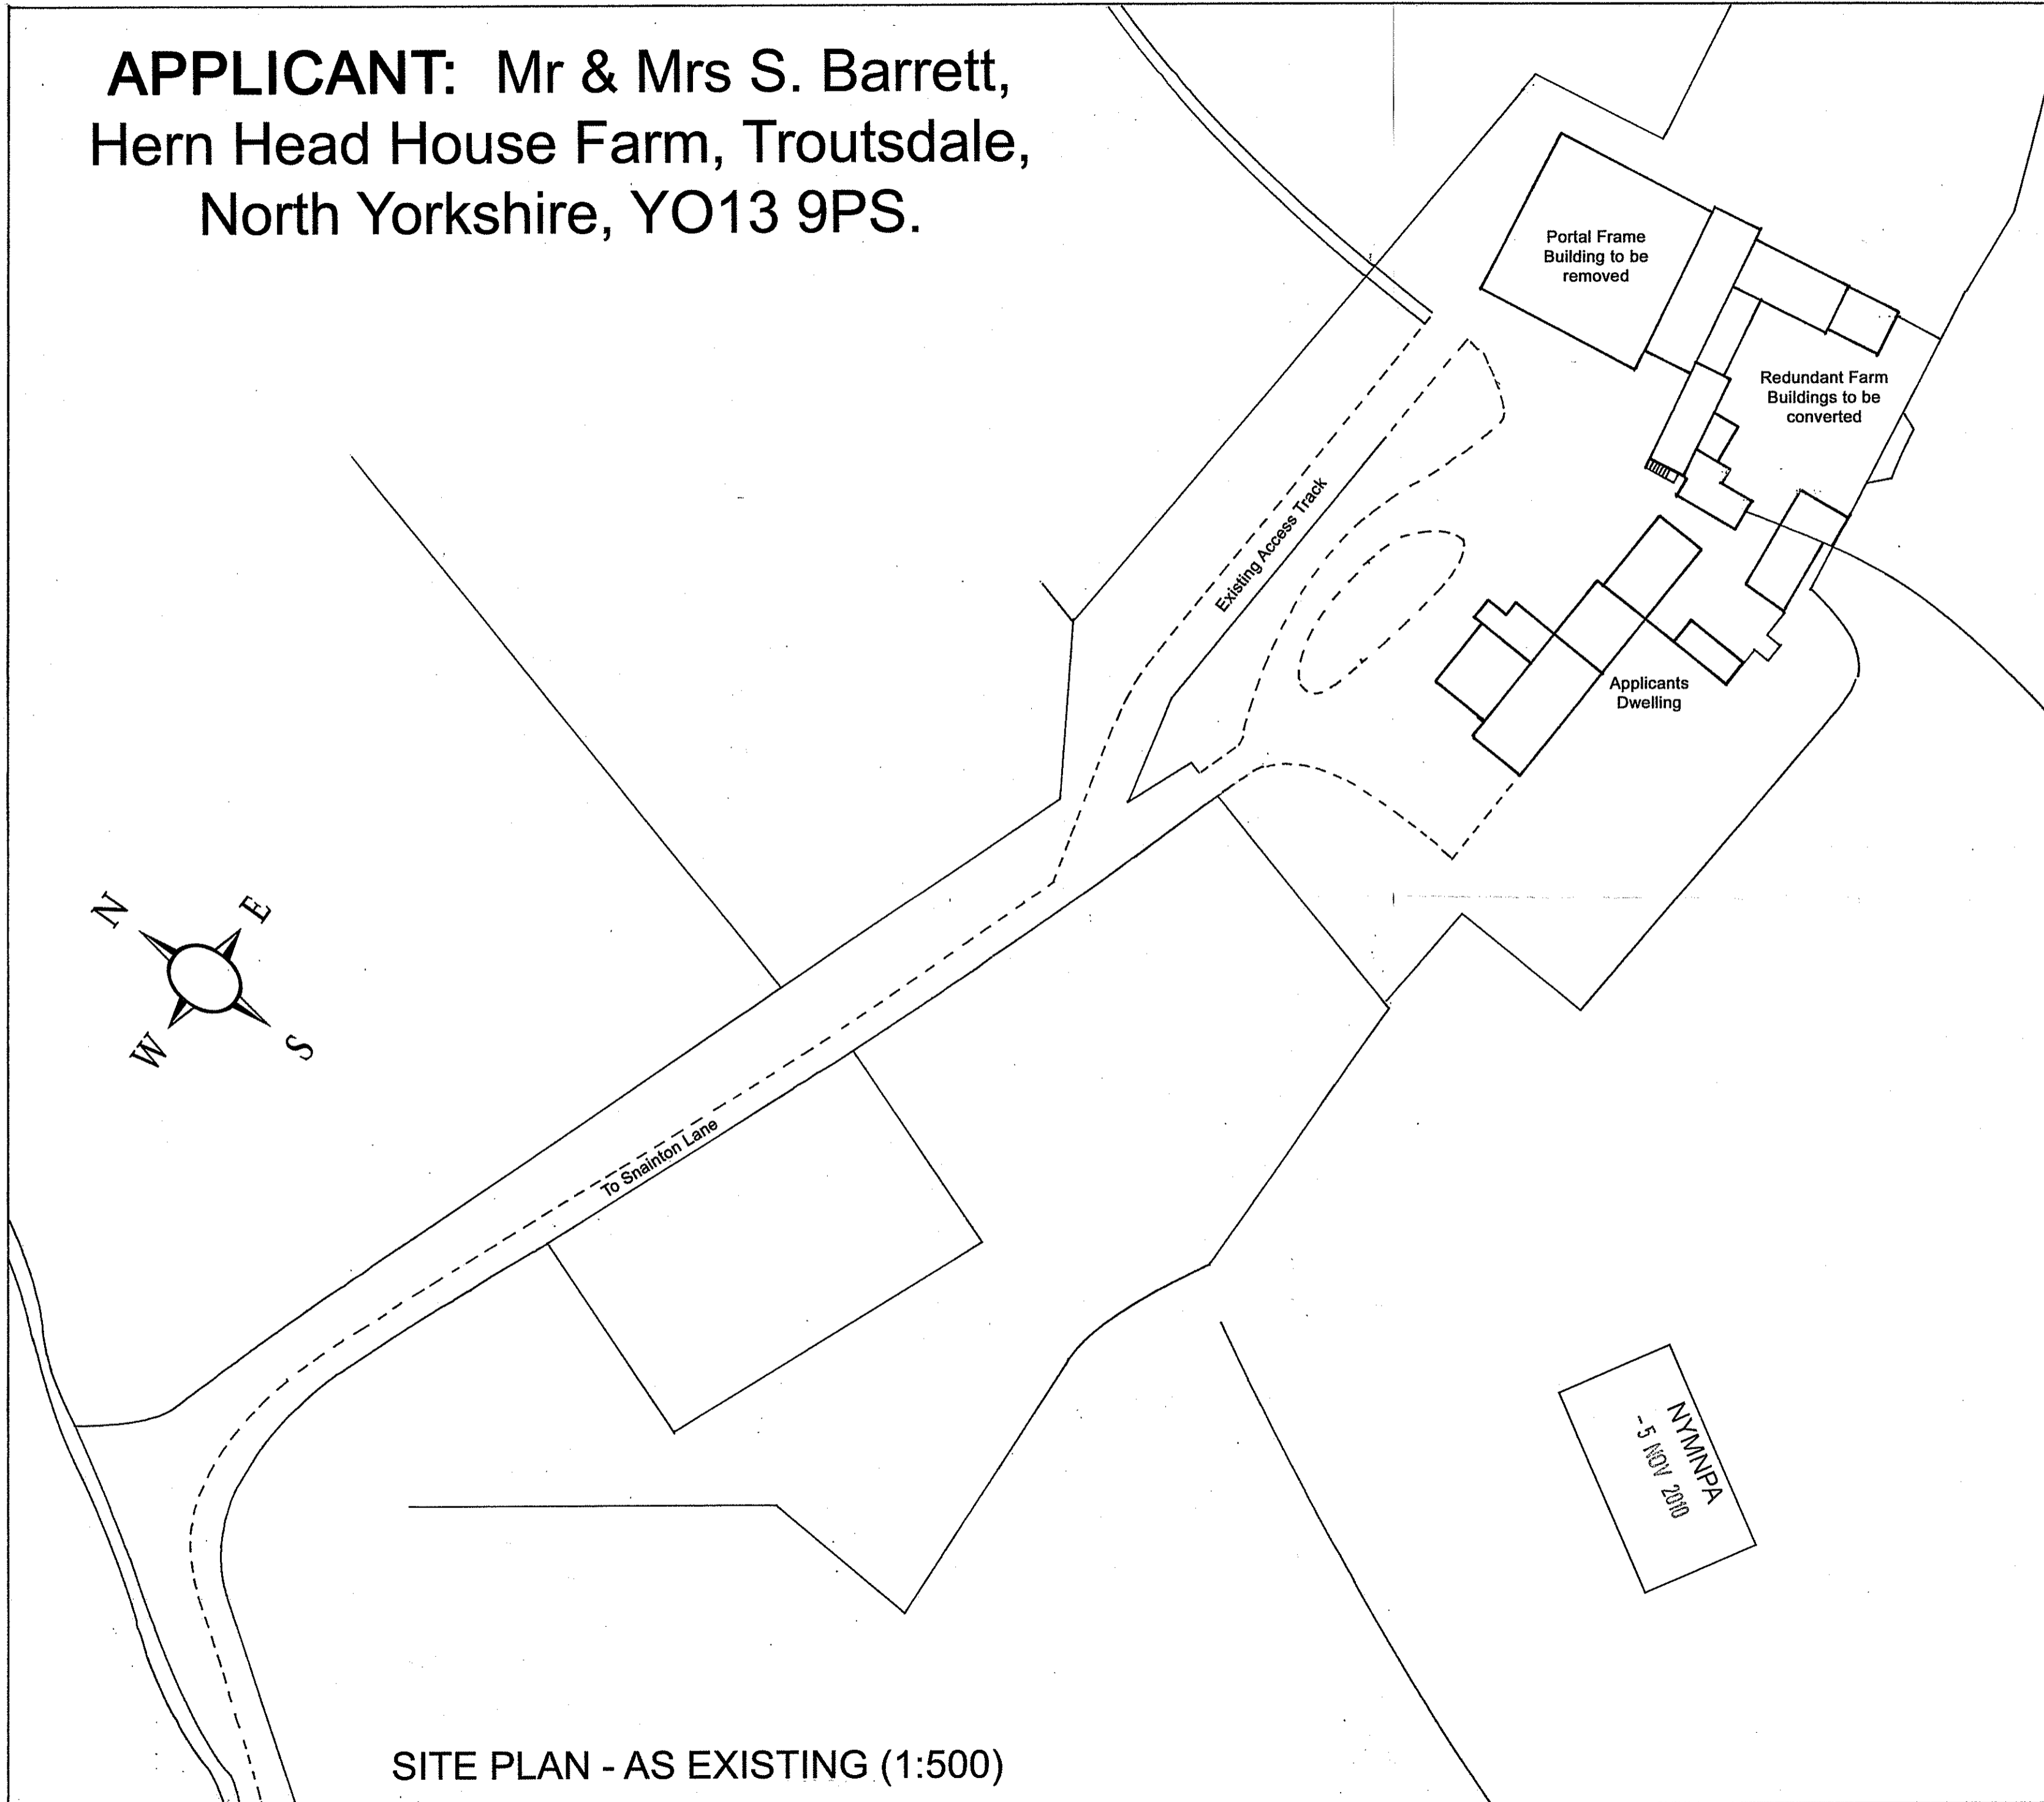 APPLICANT: Mr & Mrs S. Barrett,
Hern Head House Farm, Troutsdale,
North Yorkshire, YO13 9PS.
Portal Frame
Building to be
removed
Redundant Farm
Buildings to be
converted
Existing Access Track
Applicants
Dwelling
N
E
W
S
To Snainton Lane
NYMNPA
-5 NOV 2010
SITE PLAN - AS EXISTING (1:500)